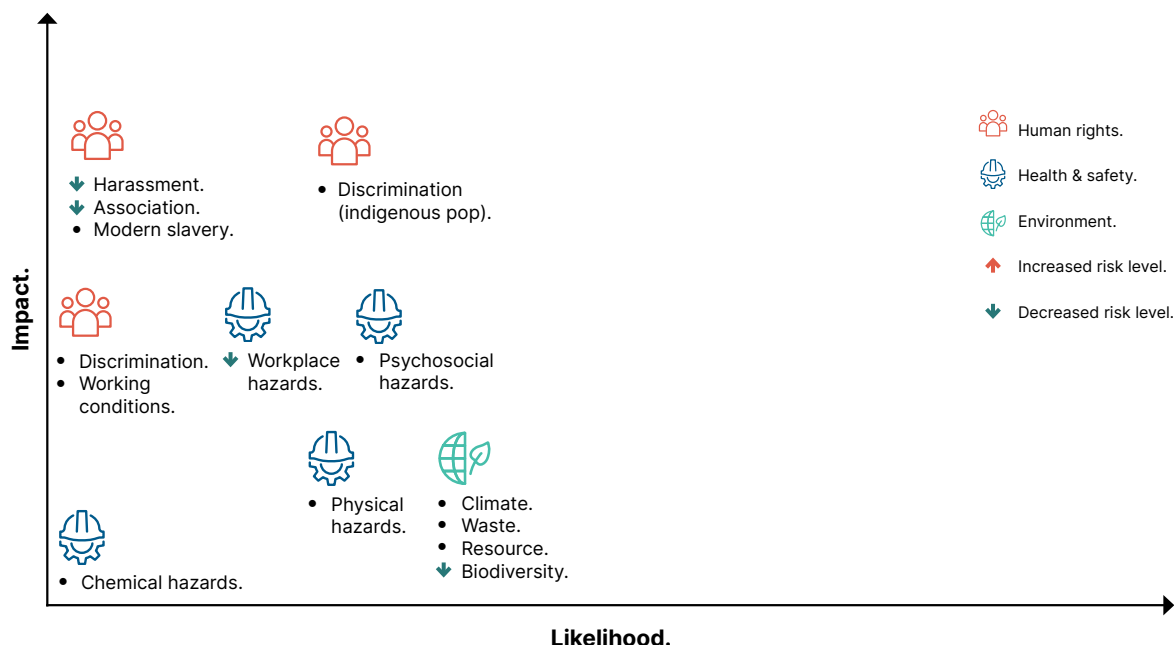 Harassment.
Association.
• Modern slavery.
• Discrimination
(indigenous pop).
Human rights.
Health & safety.
Environment.
Increased risk level.
Decreased risk level.
Impact.
• Discrimination.
• Working
conditions.
Workplace
hazards.
• Psychosocial
hazards.
• Physical
hazards.
• Climate.
• Waste.
• Resource.
Biodiversity.
• Chemical hazards.
Likelihood.